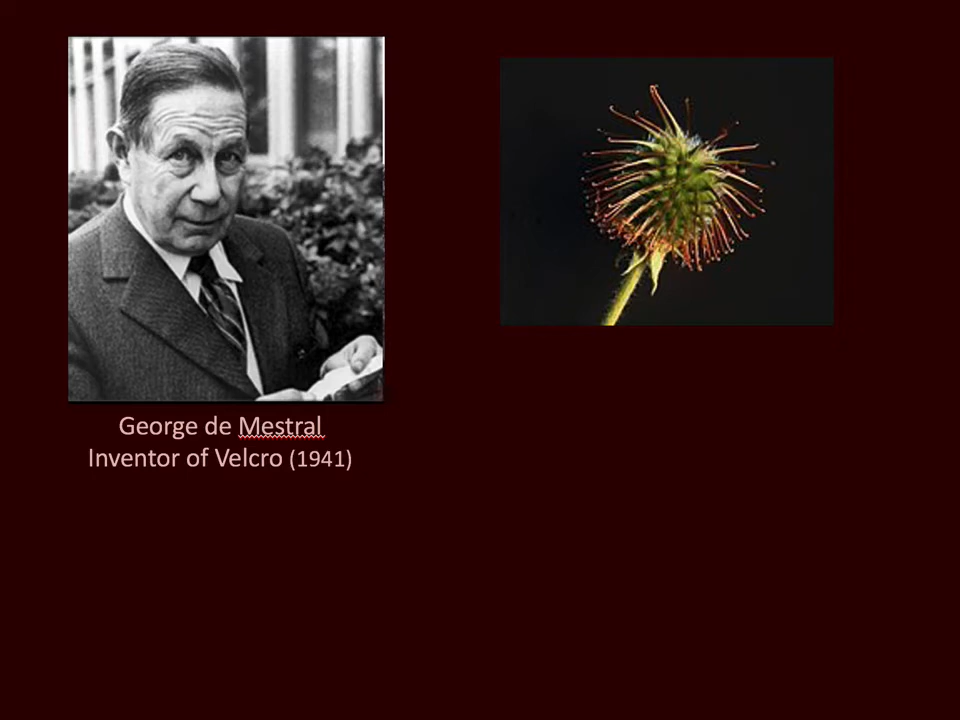 George de Mestral
Inventor of Velcro (1941)